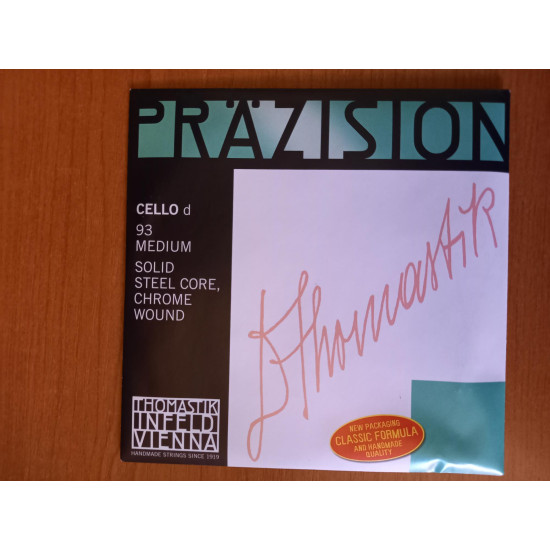 PRÄZISION
CELLO d
93
MEDIUM
SOLID
STEEL CORE,
CHROME
WOUND
Thomastik
THOMASTIK
INFELD
VIENNA
HANDMADE STRINGS SINCE 1919
NEW PACKAGING
CLASSIC FORMULA
AND HANDMADE
QUALITY